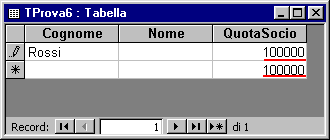 TProva6 : Tabella
Cognome Nome QuotaSocio
Rossi 100000
100000
Record: 1 di 1